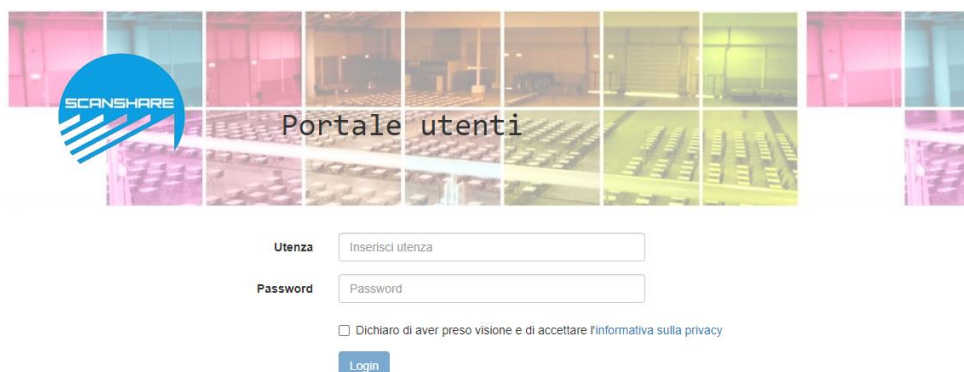 SCANSHARE
Portale utenti
Utenza Inserisci utenza
Password Password
Dichiaro di aver preso visione e di accettare l'informativa sulla privacy
Login